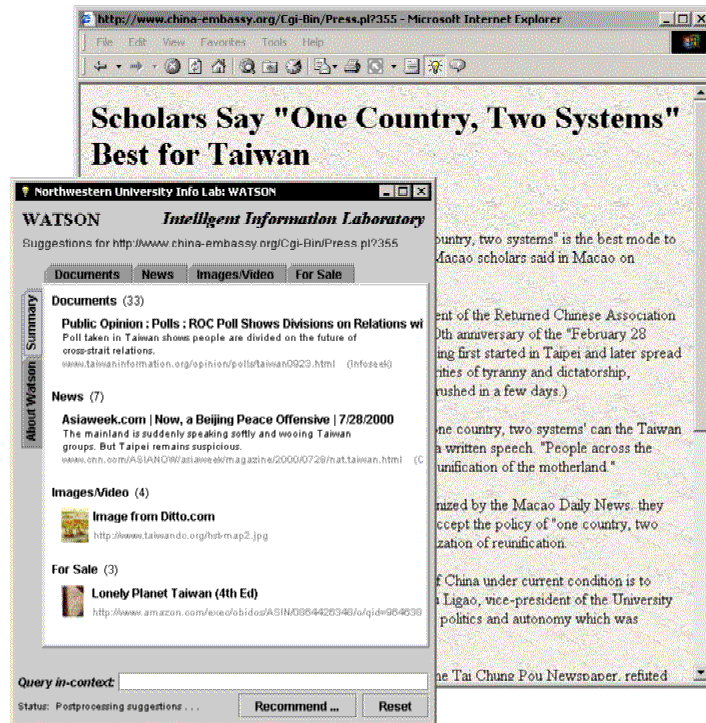 http://www.china-embassy.org/Cgi-Bin/Press.pl?355 - Microsoft Internet Explorer
File Edit View Favorites Tools Help
Scholars Say "One Country, Two Systems"
Best for Taiwan
ountry, two systems" is the best mode to
Macao scholars said in Macao on
ent of the Returned Chinese Association
0th anniversary of the "February 28
ing first started in Taipei and later spread
ities of tyranny and dictatorship,
rushed in a few days.)
one country, two systems' can the Taiwan
a written speech. "People across the
unification of the motherland."
nized by the Macao Daily News, they
ccept the policy of "one country, two
zation of reunification.
f China under current condition is to
Ligao, vice-president of the University
politics and autonomy which was
he Tai Chung Pou Newspaper, refuted
Northwestern University Info Lab: WATSON
WATSON Intelligent Information Laboratory
Suggestions for http://www.china-embassy.org/Cgi-Bin/Press.pl?355
Documents News Images/Video For Sale
Summary
About Watson
Documents (33)
Public Opinion : Polls : ROC Poll Shows Divisions on Relations wi
Poll taken in Taiwan shows people are divided on the future of
cross-strait relations.
www.taiwaninformation.org/opinion/polls/taiwan0823.html (Infoseek)
News (7)
Asiaweek.com | Now, a Beijing Peace Offensive | 7/28/2000
The mainland is suddenly speaking softly and wooing Taiwan
groups. But Taipei remains suspicious.
www.cnn.com/ASIANOW/asiaweek/magazine/2000/0728/nat.taiwan.html (C
Images/Video (4)
Image from Ditto.com
http://www.taiwando.org/hst-map2.jpg
For Sale (3)
Lonely Planet Taiwan (4th Ed)
http://www.amazon.com/exec/obidos/ASIN/0864426348/o/qid=964638
Query in-context:
Status: Postprocessing suggestions . . .
Recommend ... Reset